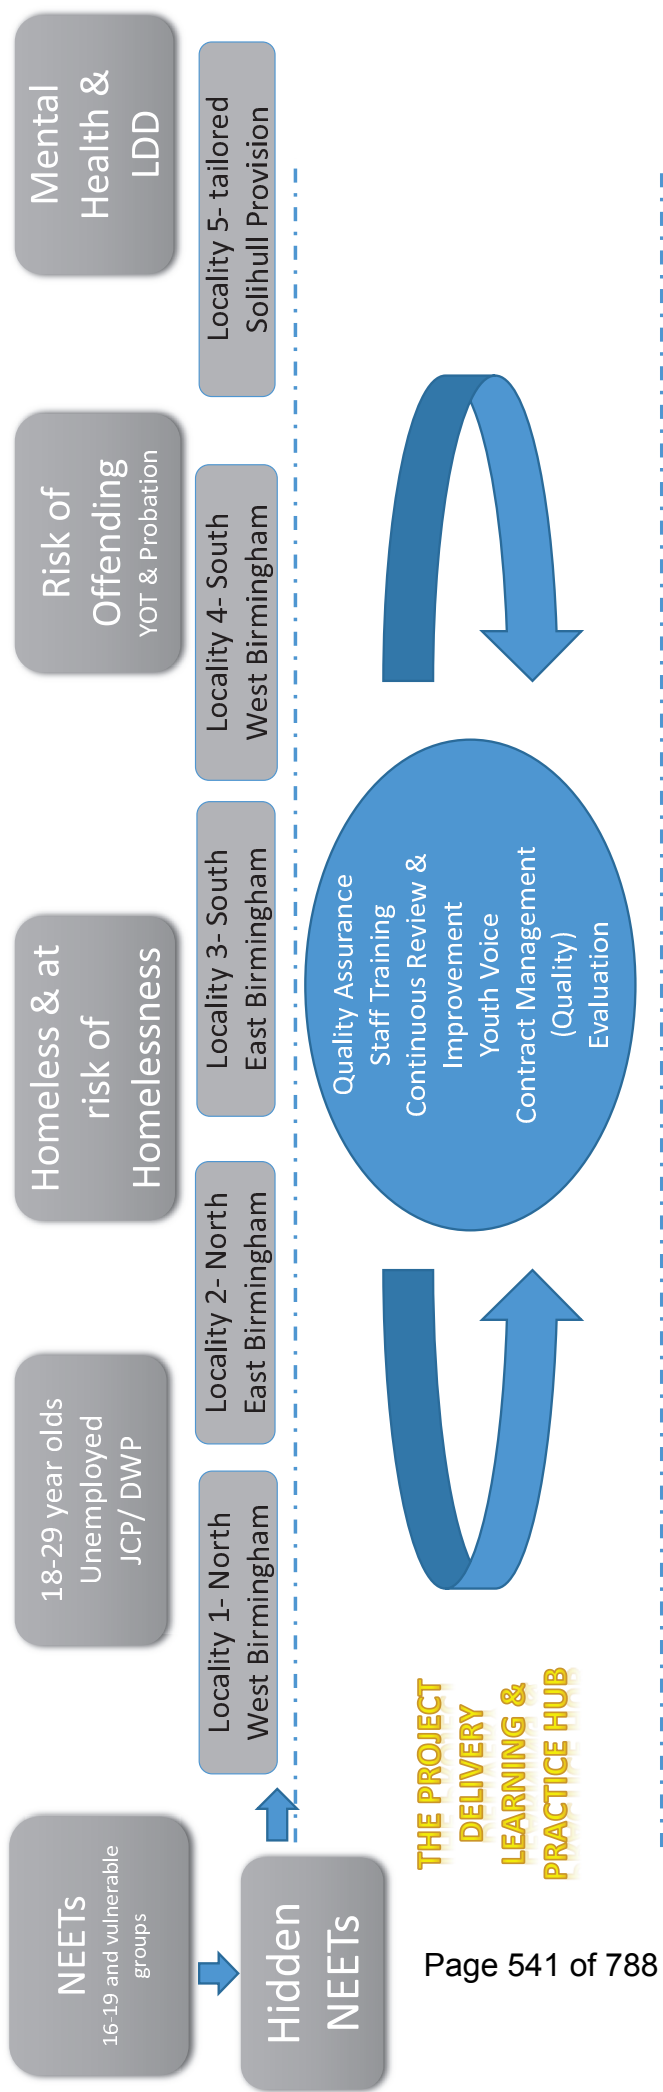 NEETs
16-19 and vulnerable
groups
18-29 year olds
Unemployed
JCP/ DWP
Homeless & at
risk of
Homelessness
Risk of
Offending
YOT & Probation
Mental
Health &
LDD
Hidden
NEETs
Locality 1- North
West Birmingham
Locality 2- North
East Birmingham
Locality 3- South
East Birmingham
Locality 4- South
West Birmingham
Locality 5- tailored
Solihull Provision
THE PROJECT
DELIVERY
LEARNING &
PRACTICE HUB
Quality Assurance
Staff Training
Continuous Review &
Improvement
Youth Voice
Contract Management
(Quality)
Evaluation
Page 541 of 788